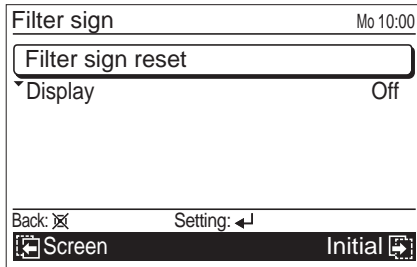 Filter sign Mo 10:00
Filter sign reset
Display Off
Back: Setting:
Screen Initial